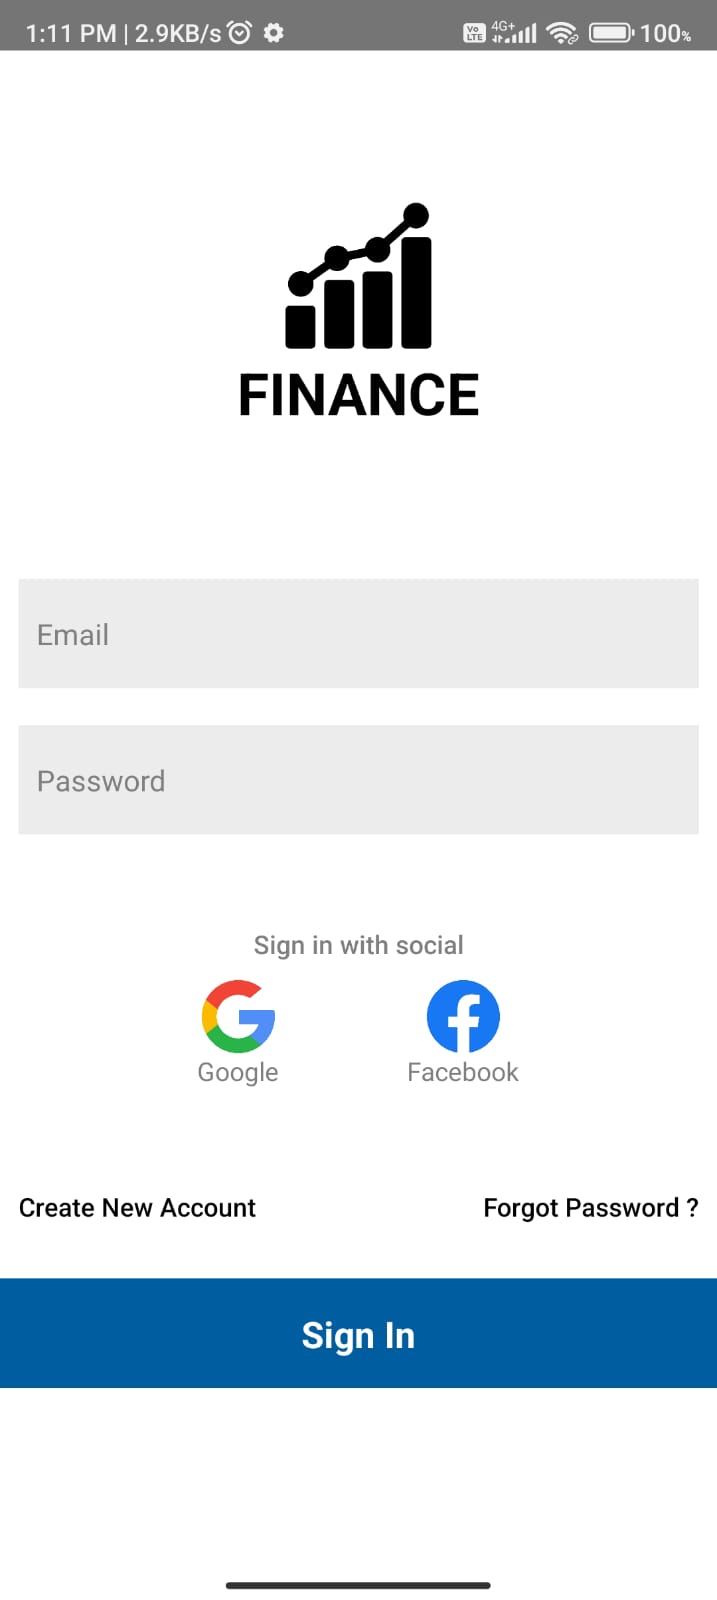 1:11 PM | 2.9KB/s Vo LTE 4G+ 100%
FINANCE
Email
Password
Sign in with social
Google Facebook
Create New Account Forgot Password ?
Sign In